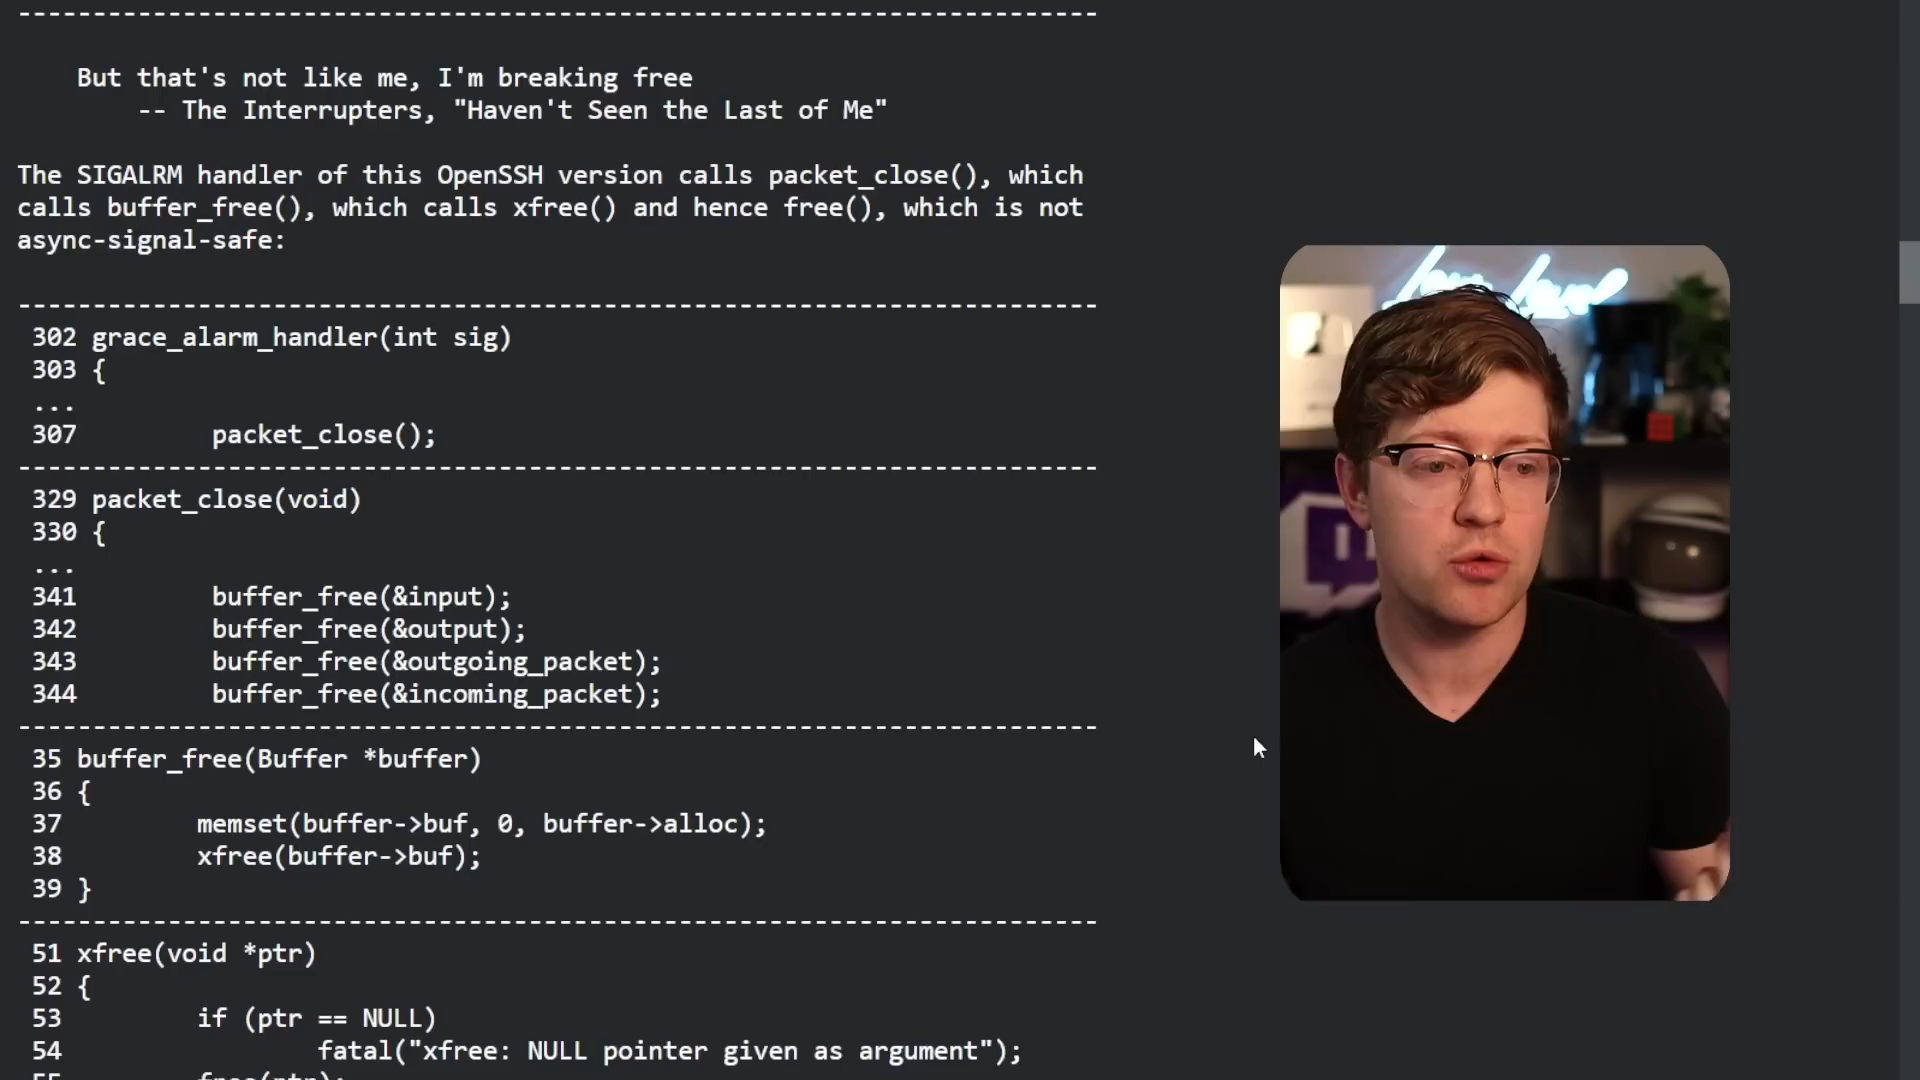 ------------------------------------------------------------------------
But that's not like me, I'm breaking free
-- The Interrupters, "Haven't Seen the Last of Me"
The SIGALRM handler of this OpenSSH version calls packet_close(), which
calls buffer_free(), which calls xfree() and hence free(), which is not
async-signal-safe:
------------------------------------------------------------------------
302 grace_alarm_handler(int sig)
303 {
...
307         packet_close();
------------------------------------------------------------------------
329 packet_close(void)
330 {
...
341         buffer_free(&input);
342         buffer_free(&output);
343         buffer_free(&outgoing_packet);
344         buffer_free(&incoming_packet);
------------------------------------------------------------------------
35 buffer_free(Buffer *buffer)
36 {
37         memset(buffer->buf, 0, buffer->alloc);
38         xfree(buffer->buf);
39 }
------------------------------------------------------------------------
51 xfree(void *ptr)
52 {
53         if (ptr == NULL)
54                 fatal("xfree: NULL pointer given as argument");
55         free(ptr);